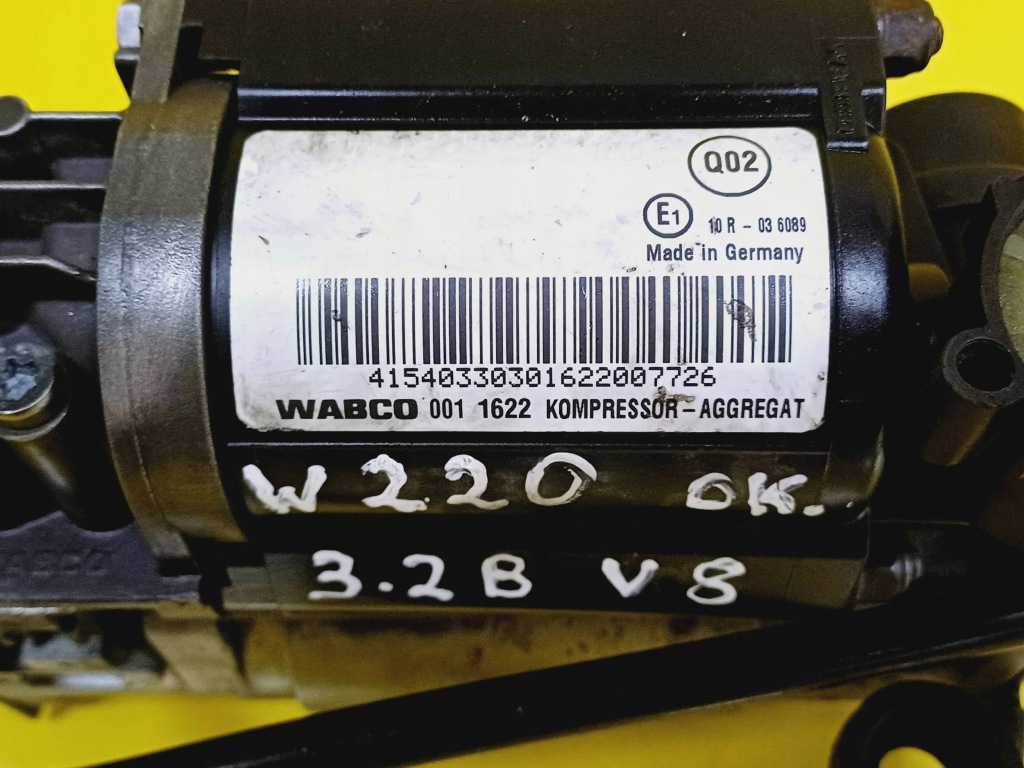 Q02
E1 10 R - 03 6089
Made in Germany
41540330301622007726
WABCO 001 1622 KOMPRESSOR-AGGREGAT
W220 OK.
3.2B V8
WABCO